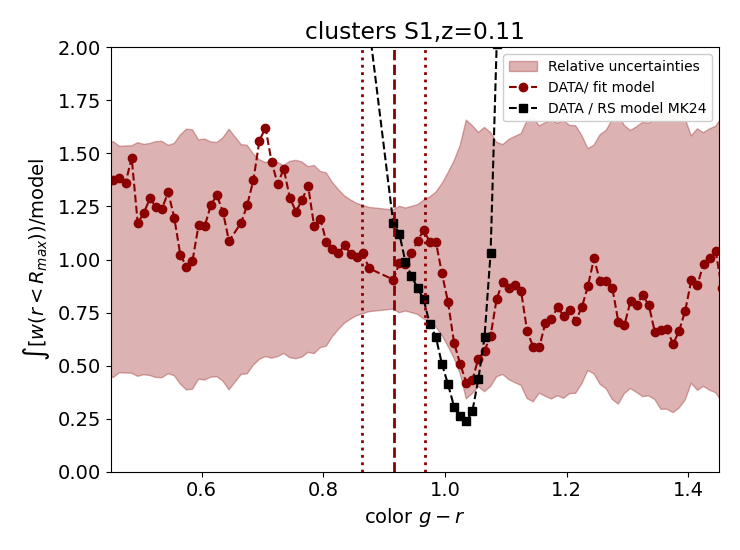 clusters S1,z=0.11
2.00
1.75
1.50
1.25
1.00
0.75
0.50
0.25
0.00
∫[w(r < R_{max}))/model
Relative uncertainties
DATA/ fit model
DATA / RS model MK24
0.6 0.8 1.0 1.2 1.4
color g − r